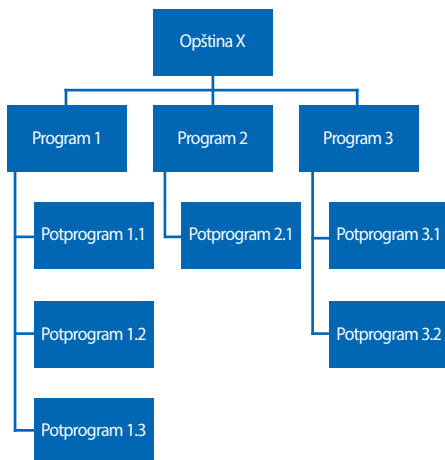 Opština X
Program 1
Program 2
Program 3
Potprogram 1.1
Potprogram 2.1
Potprogram 3.1
Potprogram 1.2
Potprogram 3.2
Potprogram 1.3